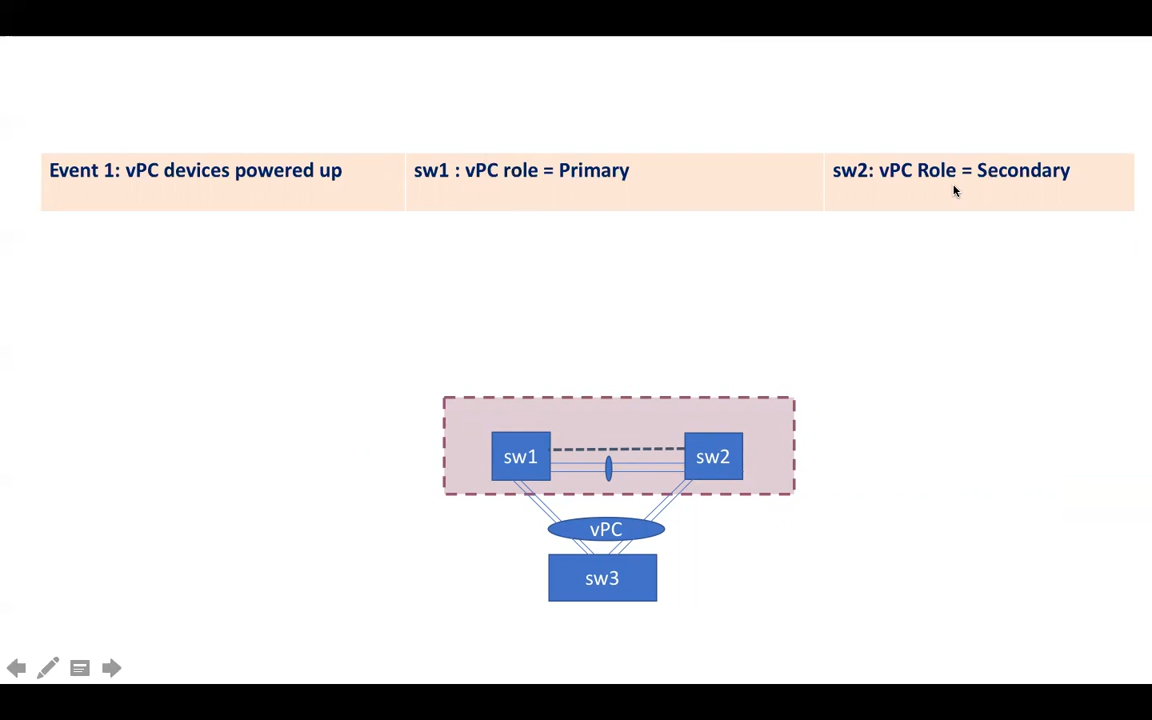 Event 1: vPC devices powered up
sw1 : vPC role = Primary
sw2: vPC Role = Secondary
sw1
sw2
vPC
sw3